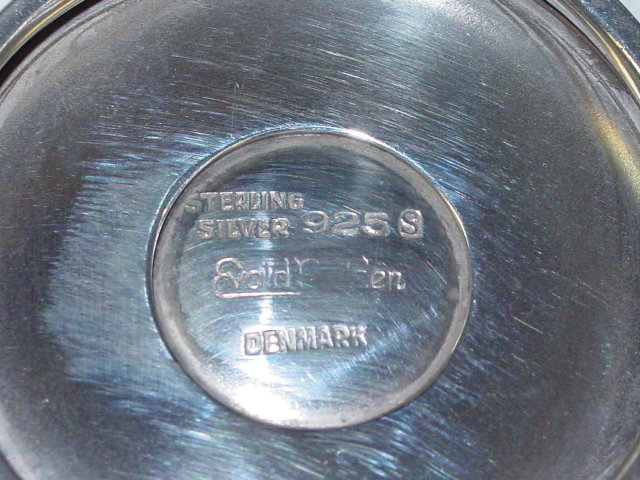 STERLING
SILVER 925 S
Evald
DENMARK